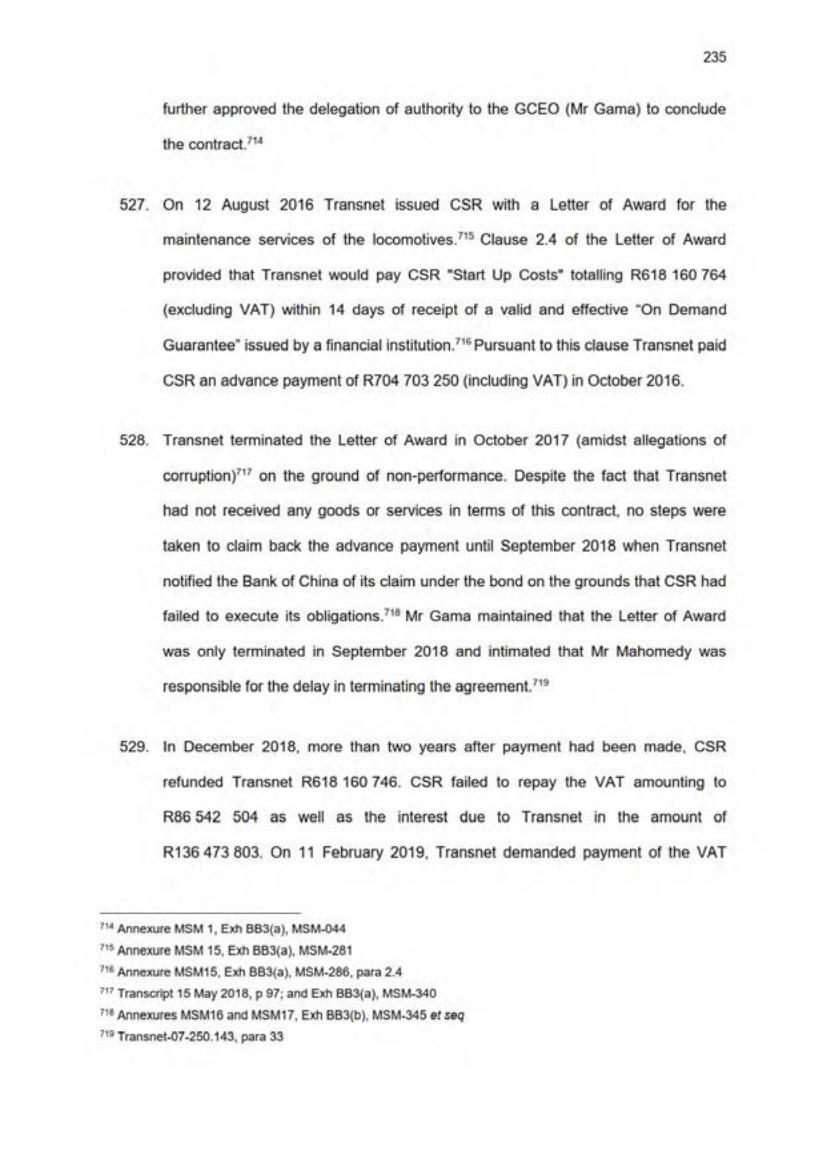 235
further approved the delegation of authority to the GCEO (Mr Gama) to conclude
the contract.714
527. On 12 August 2016 Transnet issued CSR with a Letter of Award for the
maintenance services of the locomotives.715 Clause 2.4 of the Letter of Award
provided that Transnet would pay CSR "Start Up Costs" totalling R618 160 764
(excluding VAT) within 14 days of receipt of a valid and effective “On Demand
Guarantee” issued by a financial institution.716 Pursuant to this clause Transnet paid
CSR an advance payment of R704 703 250 (including VAT) in October 2016.
528. Transnet terminated the Letter of Award in October 2017 (amidst allegations of
corruption)717 on the ground of non-performance. Despite the fact that Transnet
had not received any goods or services in terms of this contract, no steps were
taken to claim back the advance payment until September 2018 when Transnet
notified the Bank of China of its claim under the bond on the grounds that CSR had
failed to execute its obligations.718 Mr Gama maintained that the Letter of Award
was only terminated in September 2018 and intimated that Mr Mahomedy was
responsible for the delay in terminating the agreement.719
529. In December 2018, more than two years after payment had been made, CSR
refunded Transnet R618 160 746. CSR failed to repay the VAT amounting to
R86 542 504 as well as the interest due to Transnet in the amount of
R136 473 803. On 11 February 2019, Transnet demanded payment of the VAT
714 Annexure MSM 1, Exh BB3(a), MSM-044
715 Annexure MSM 15, Exh BB3(a), MSM-281
716 Annexure MSM15, Exh BB3(a), MSM-286, para 2.4
717 Transcript 15 May 2018, p 97; and Exh BB3(a), MSM-340
718 Annexures MSM16 and MSM17, Exh BB3(b), MSM-345 et seq
719 Transnet-07-250.143, para 33